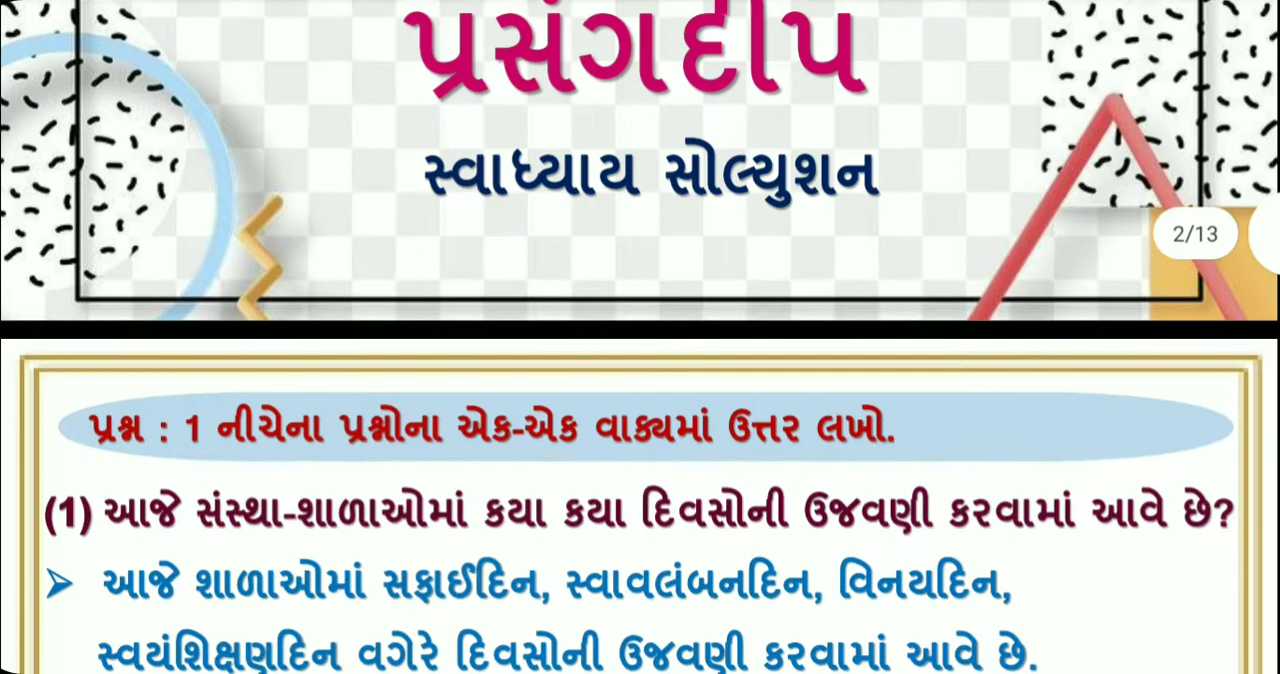 પ્રસંગદીપ
સ્વાધ્યાય સોલ્યુશન
2/13
પ્રશ્ન : 1 નીચેના પ્રશ્નોના એક-એક વાક્યમાં ઉત્તર લખો.
(1) આજે સંસ્થા-શાળાઓમાં કયા કયા દિવસોની ઉજવણી કરવામાં આવે છે?
➢ આજે શાળાઓમાં સફાઈદિન, સ્વાવલંબનદિન, વિનયદિન,
સ્વયંશિક્ષણદિન વગેરે દિવસોની ઉજવણી કરવામાં આવે છે.